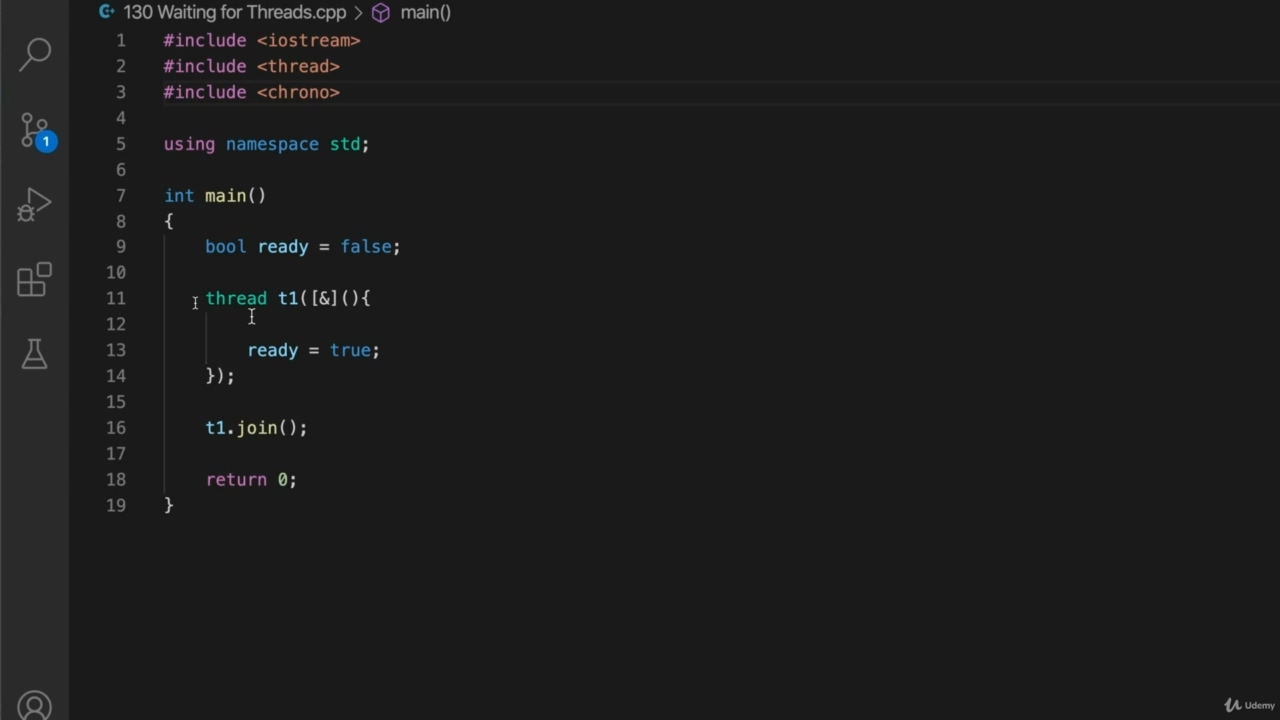 130 Waiting for Threads.cpp > main()
1 #include <iostream>
2 #include <thread>
3 #include <chrono>
4
5 using namespace std;
6
7 int main()
8 {
9 bool ready = false;
10
11 thread t1([&](){
12
13 ready = true;
14 });
15
16 t1.join();
17
18 return 0;
19 }
1
Udemy